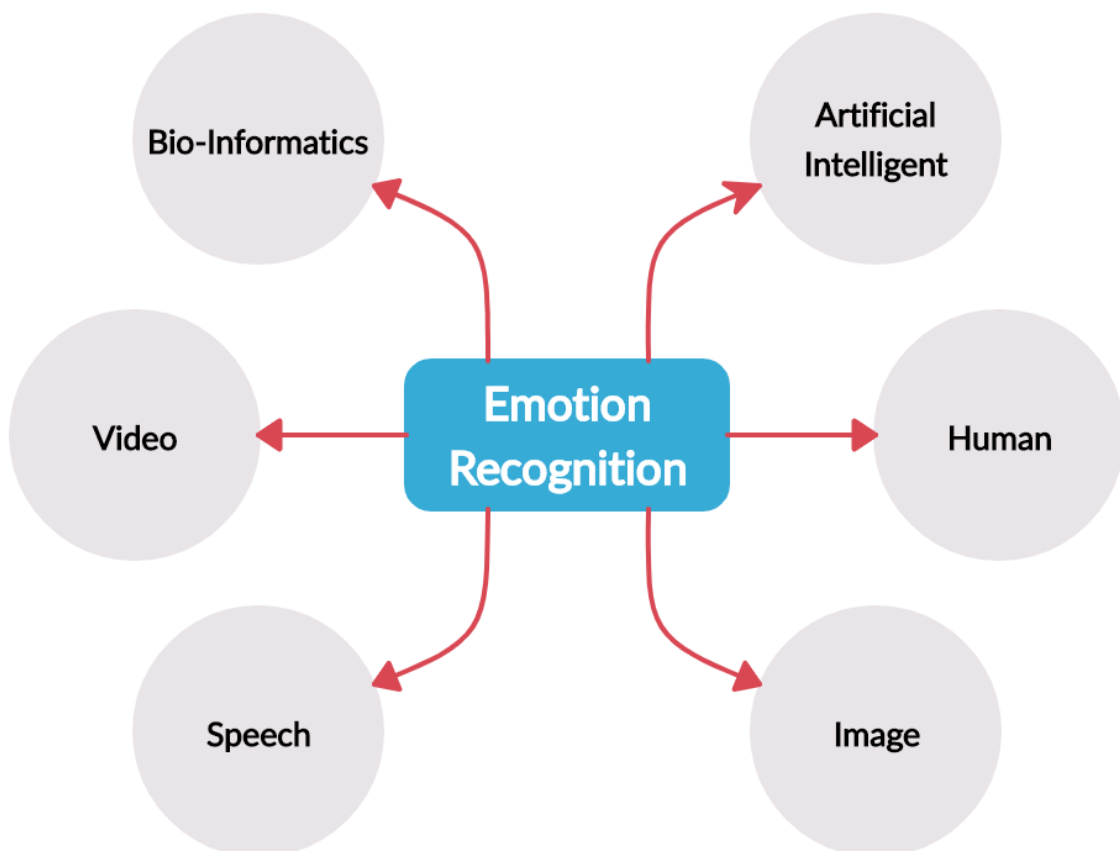 Bio-Informatics
Artificial
Intelligent
Video
Emotion
Recognition
Human
Speech
Image